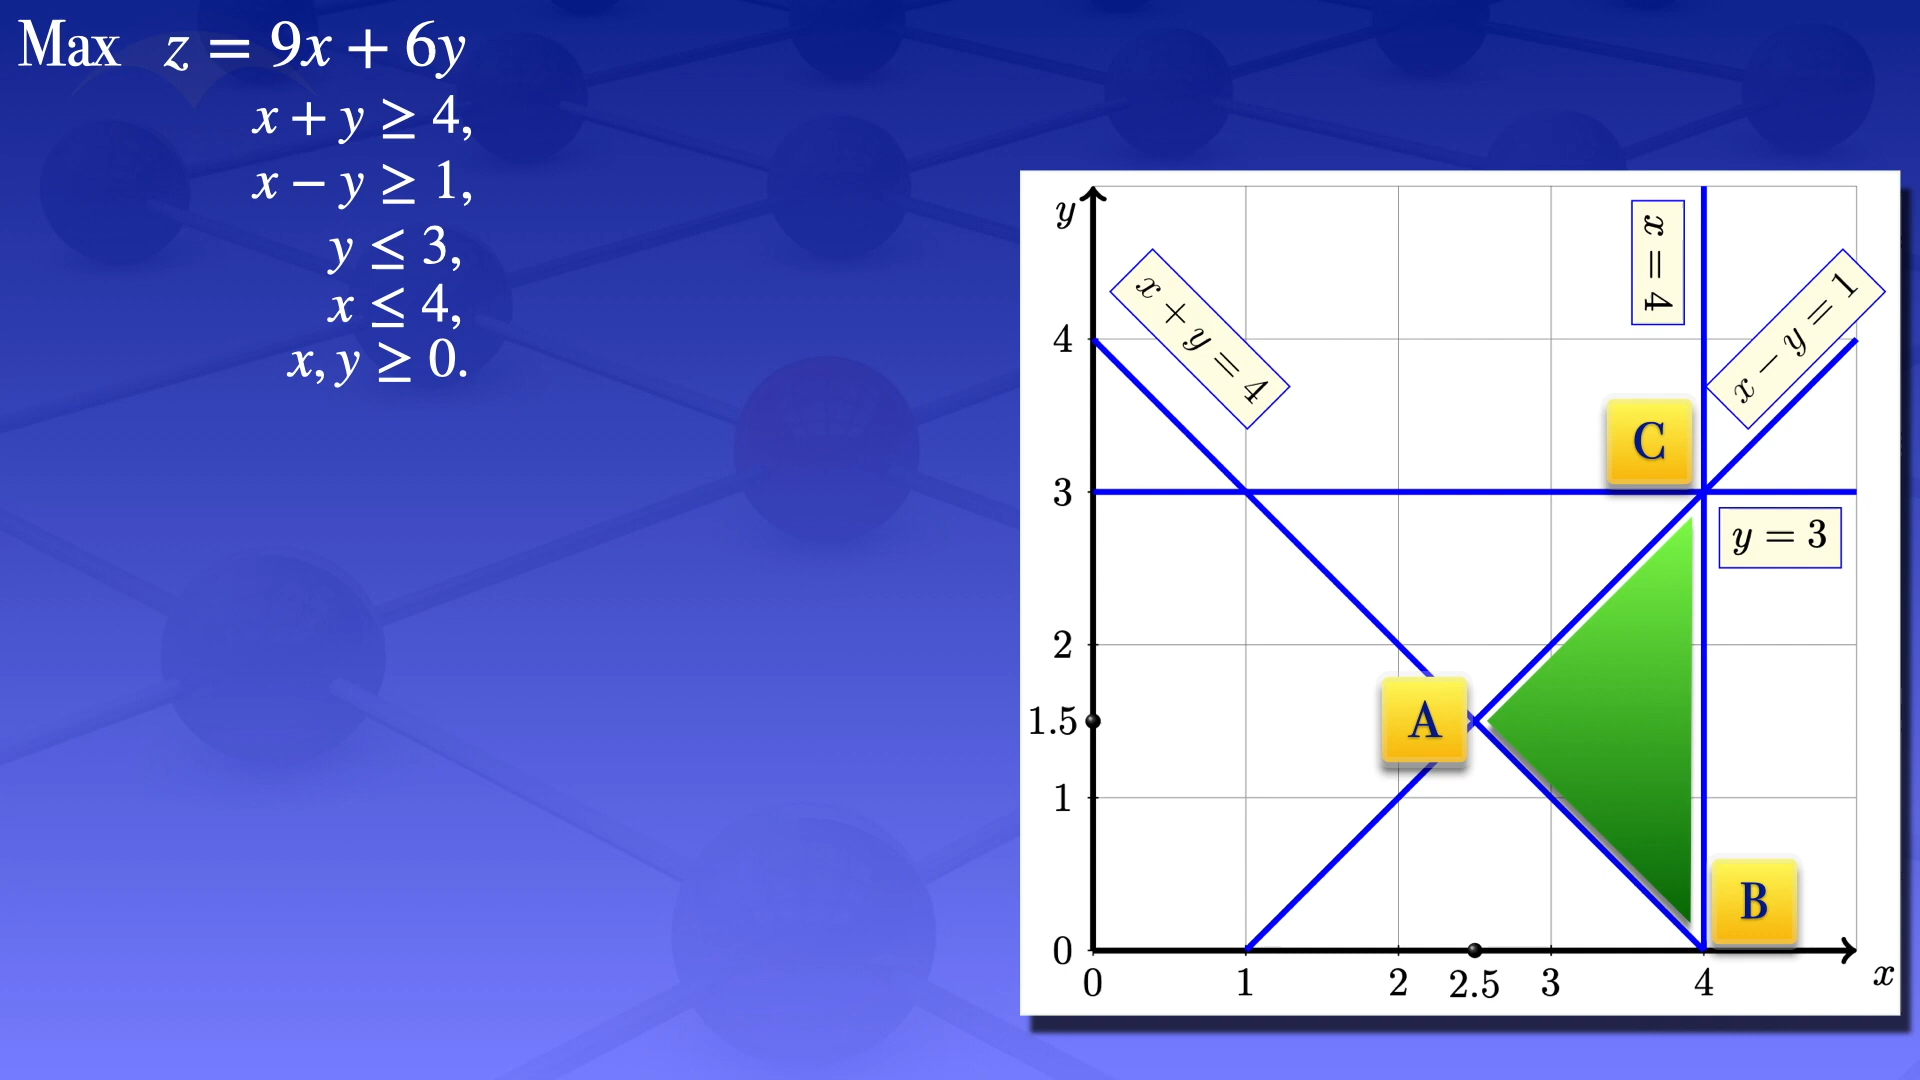 Max z = 9x + 6y
x + y ≥ 4,
x − y ≥ 1,
y ≤ 3,
x ≤ 4,
x, y ≥ 0.
y
x + y = 4
x = 4
x − y = 1
4
C
3
y = 3
2
A
1.5
1
B
0
0 1 2 2.5 3 4 x